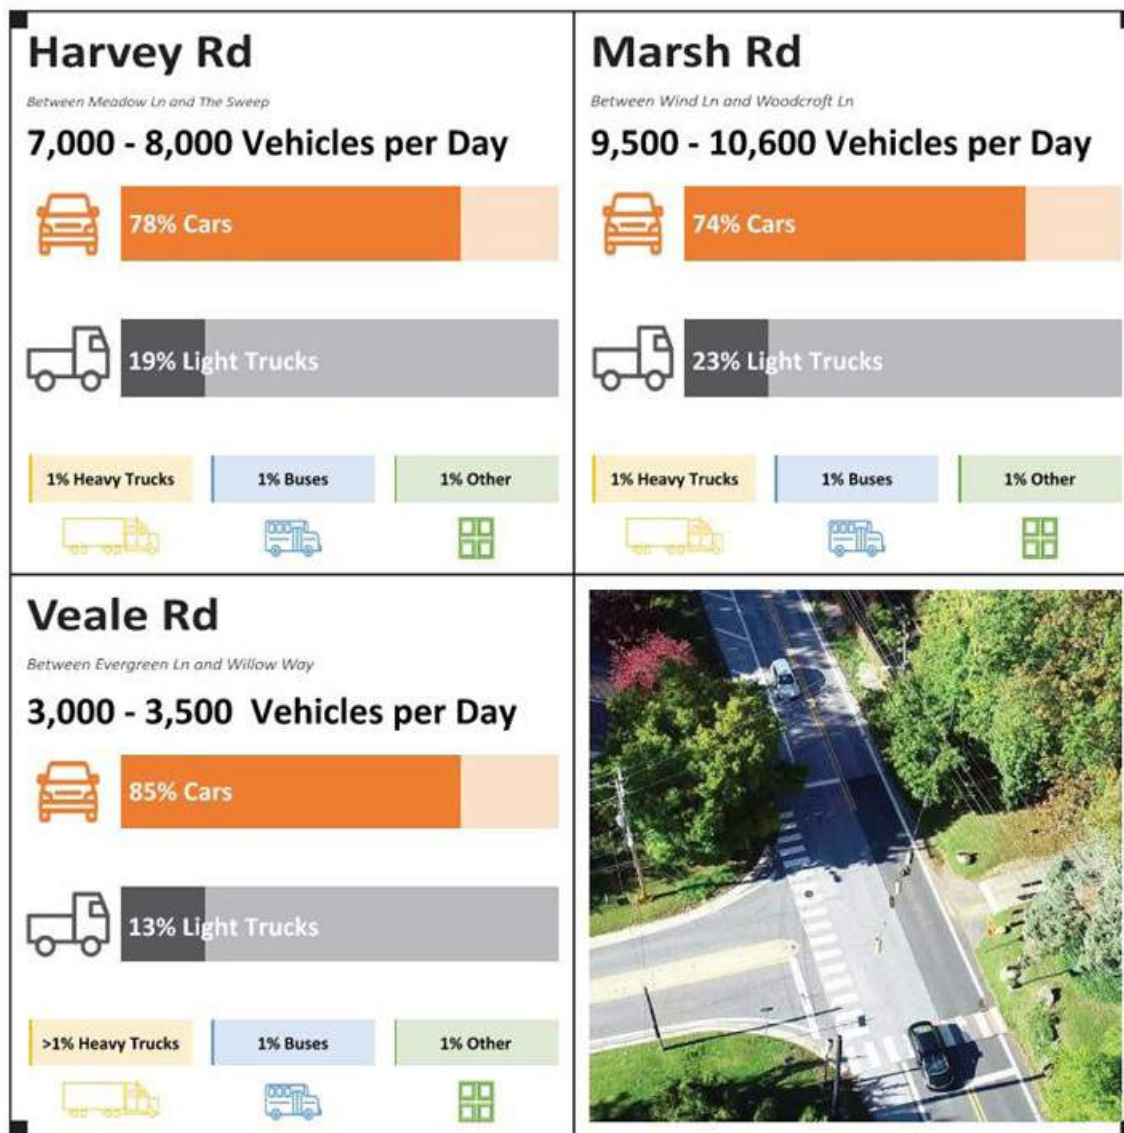 Harvey Rd
Between Meadow Ln and The Sweep
7,000 - 8,000 Vehicles per Day
78% Cars
19% Light Trucks
1% Heavy Trucks
1% Buses
1% Other
Marsh Rd
Between Wind Ln and Woodcroft Ln
9,500 - 10,600 Vehicles per Day
74% Cars
23% Light Trucks
1% Heavy Trucks
1% Buses
1% Other
Veale Rd
Between Evergreen Ln and Willow Way
3,000 - 3,500 Vehicles per Day
85% Cars
13% Light Trucks
>1% Heavy Trucks
1% Buses
1% Other